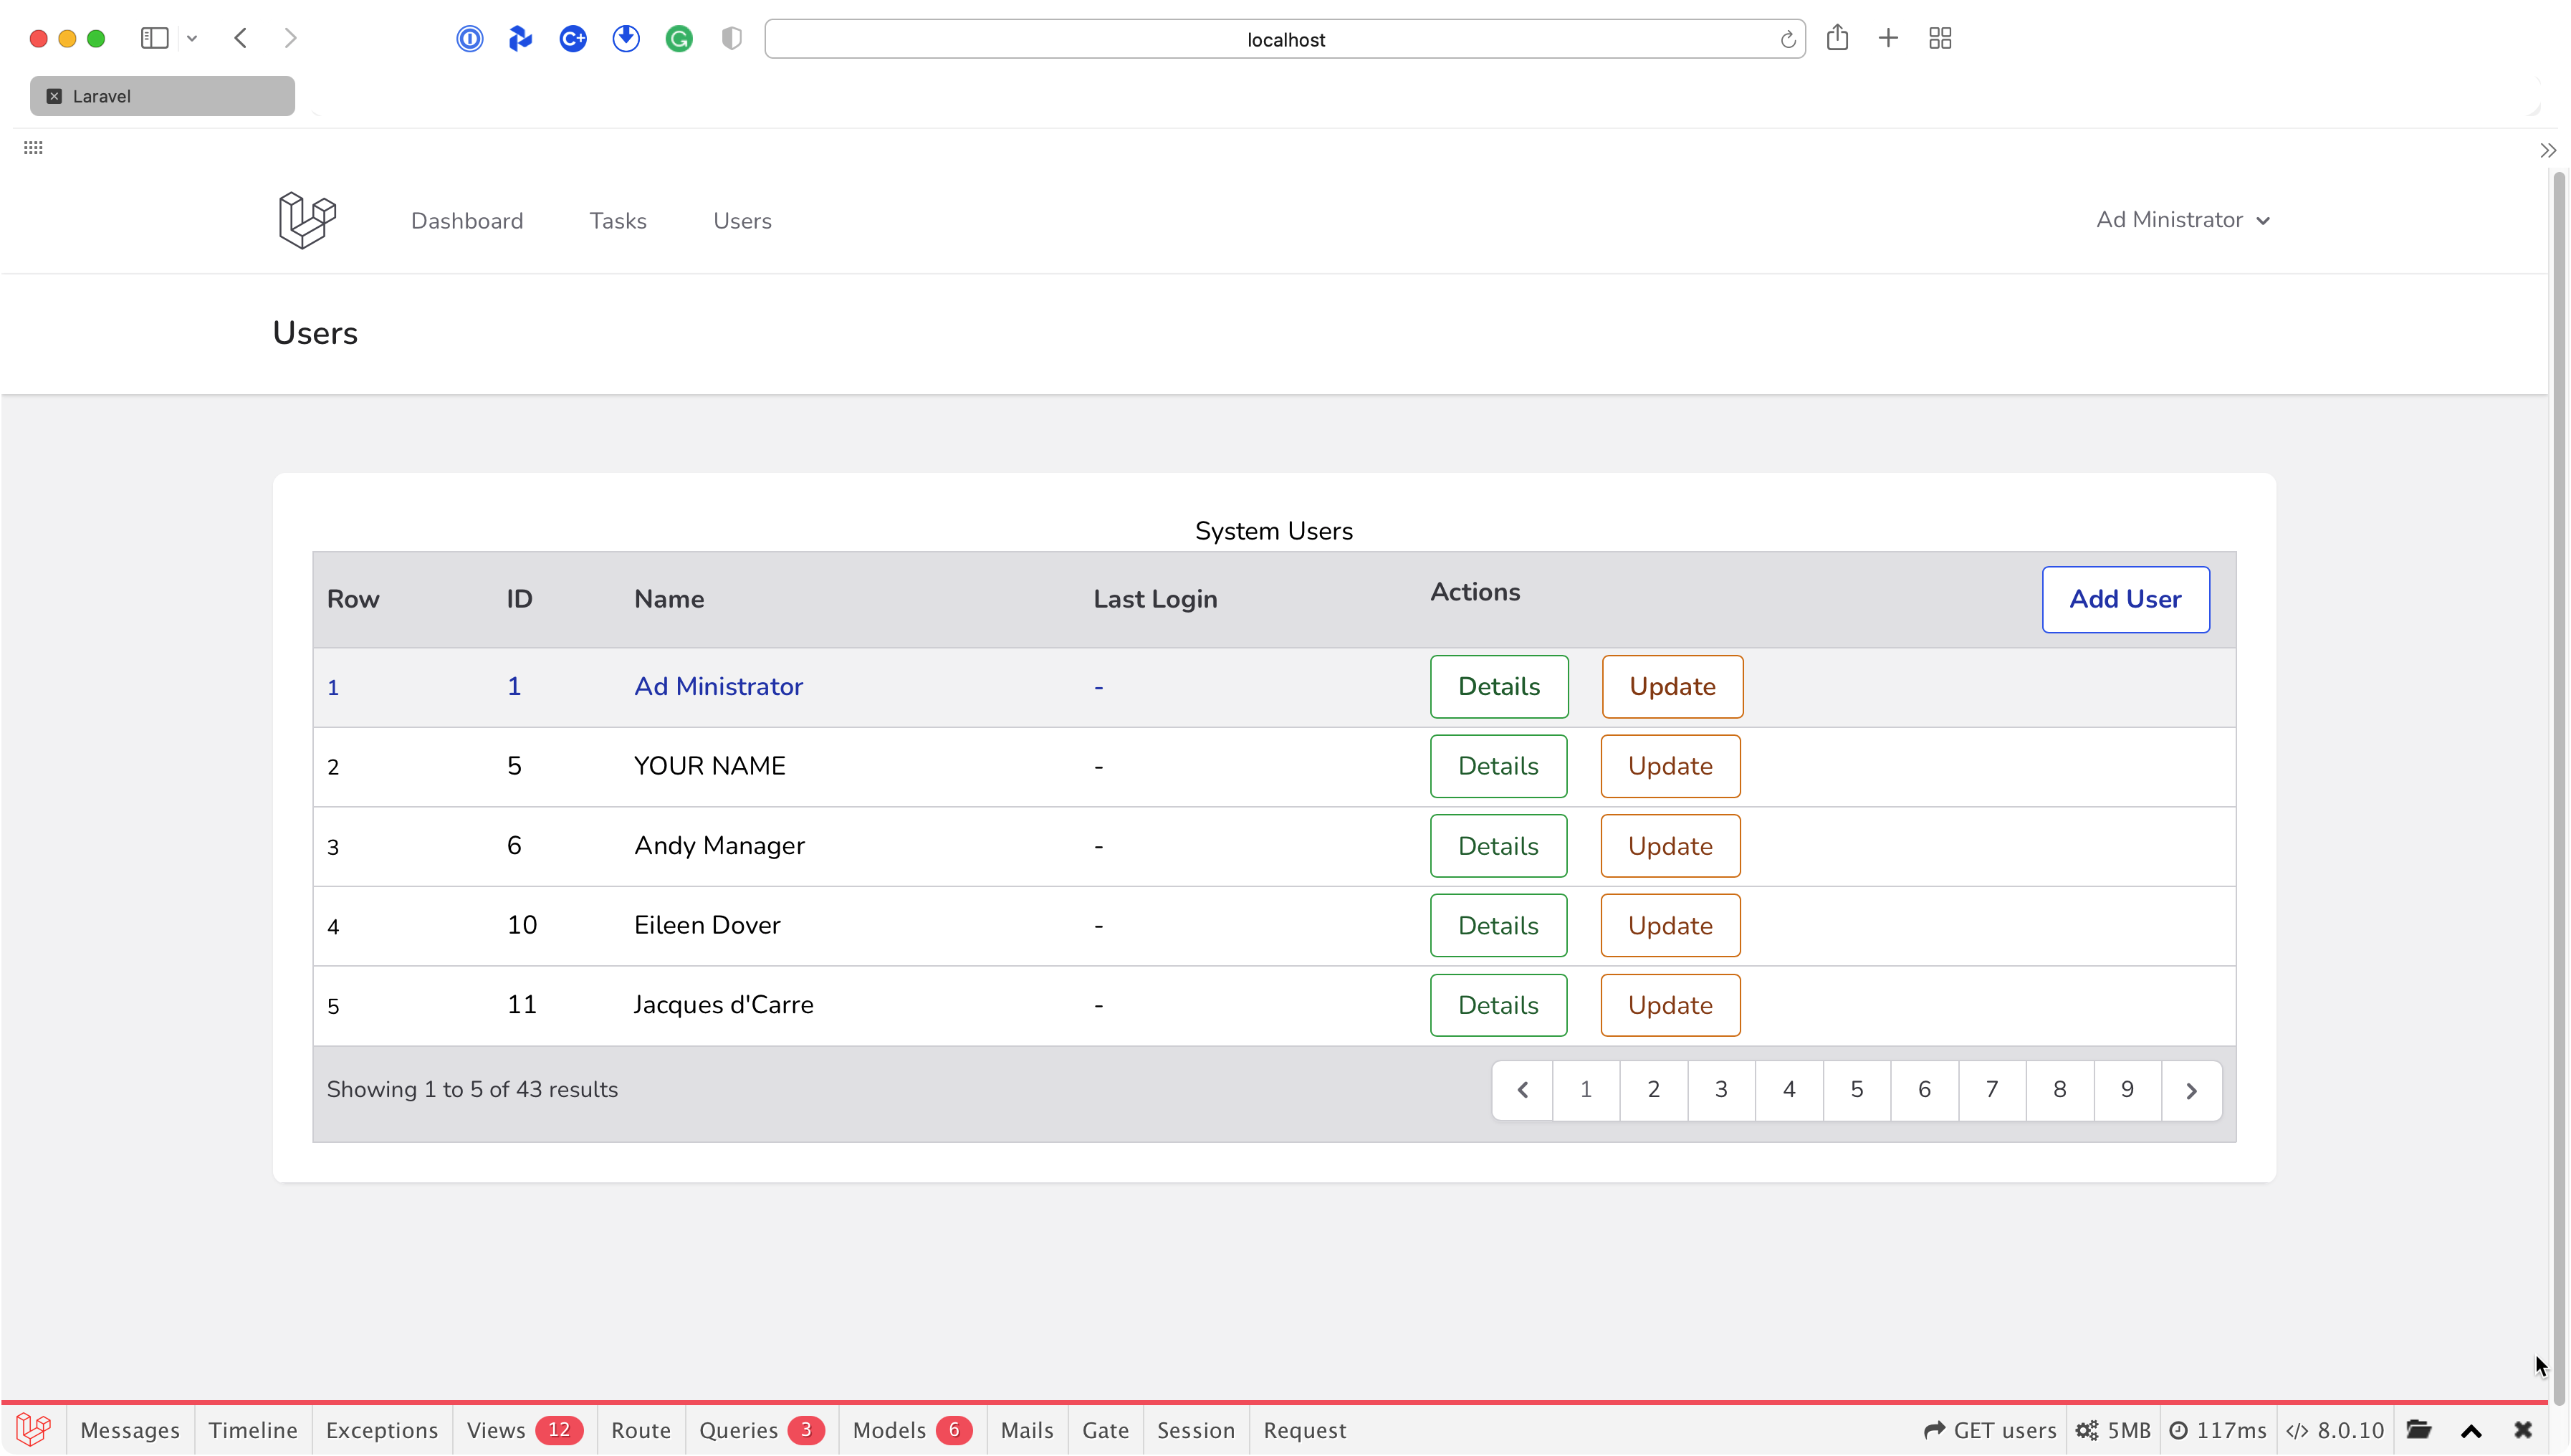 localhost
Laravel
Dashboard Tasks Users Ad Ministrator
Users
System Users
Row ID Name Last Login Actions Add User
1 1 Ad Ministrator - Details Update
2 5 YOUR NAME - Details Update
3 6 Andy Manager - Details Update
4 10 Eileen Dover - Details Update
5 11 Jacques d'Carre - Details Update
Showing 1 to 5 of 43 results 1 2 3 4 5 6 7 8 9
Messages Timeline Exceptions Views 12 Route Queries 3 Models 6 Mails Gate Session Request GET users 5MB 117ms </> 8.0.10